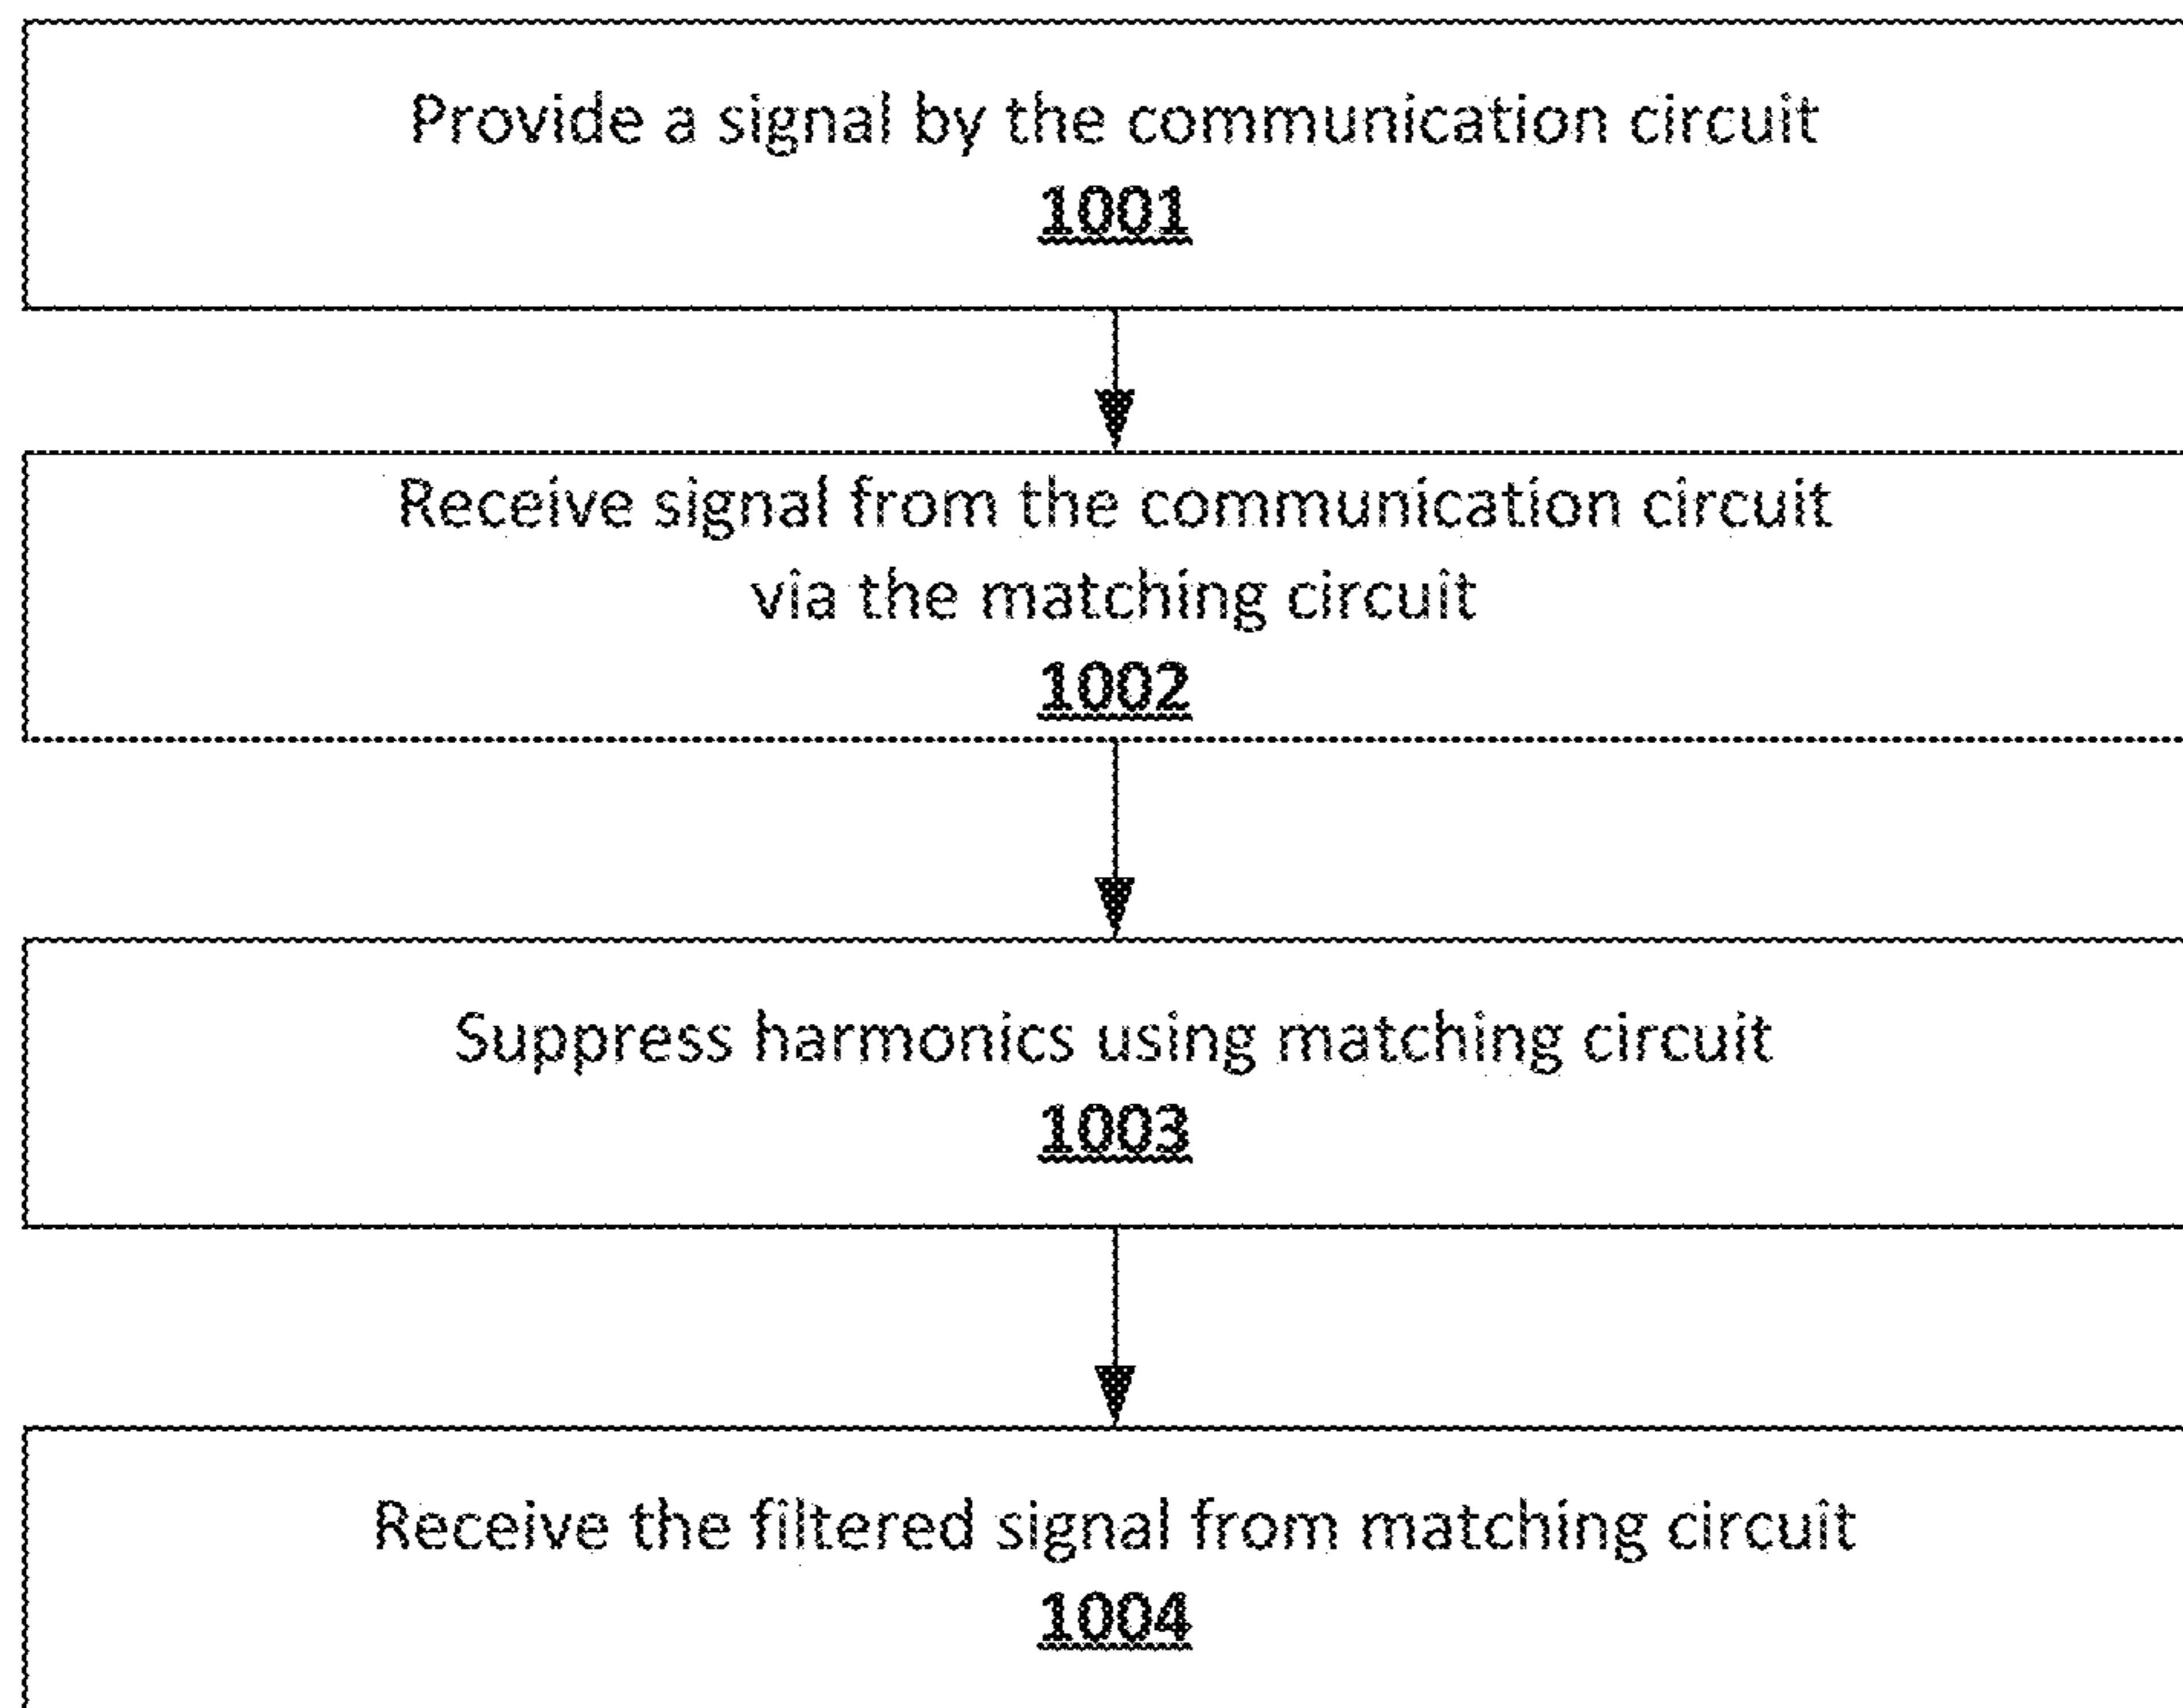 Provide a signal by the communication circuit
1001
Receive signal from the communication circuit
via the matching circuit
1002
Suppress harmonics using matching circuit
1003
Receive the filtered signal from matching circuit
1004